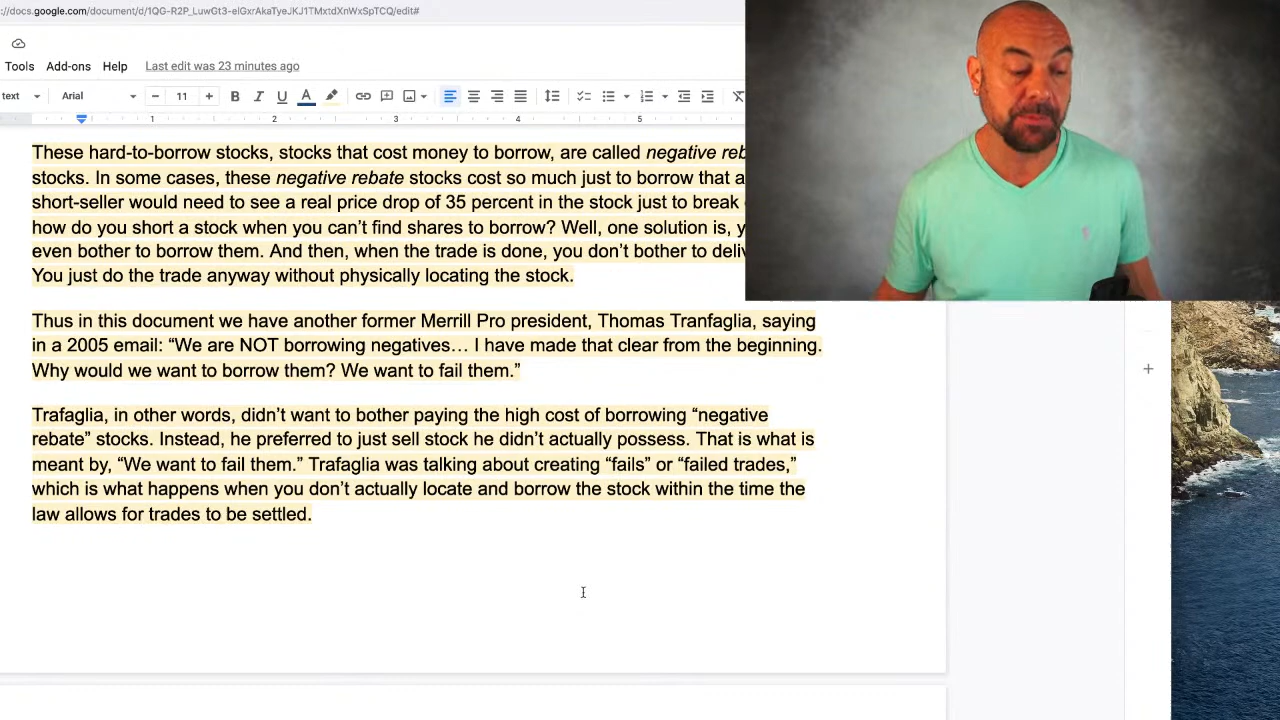 ://docs.google.com/document/d/1QG-R2P_LuwGt3-eIGxrAkaTyeJKJ1TMxtdXnWxSpTCQ/edit#
Tools Add-ons Help Last edit was 23 minutes ago
text Arial 11 B I U A
1 2 3 4 5
These hard-to-borrow stocks, stocks that cost money to borrow, are called negative reb
stocks. In some cases, these negative rebate stocks cost so much just to borrow that a
short-seller would need to see a real price drop of 35 percent in the stock just to break
how do you short a stock when you can’t find shares to borrow? Well, one solution is, y
even bother to borrow them. And then, when the trade is done, you don’t bother to deliv
You just do the trade anyway without physically locating the stock.
Thus in this document we have another former Merrill Pro president, Thomas Tranfaglia, saying
in a 2005 email: “We are NOT borrowing negatives… I have made that clear from the beginning.
Why would we want to borrow them? We want to fail them.”
Trafaglia, in other words, didn’t want to bother paying the high cost of borrowing “negative
rebate” stocks. Instead, he preferred to just sell stock he didn’t actually possess. That is what is
meant by, “We want to fail them.” Trafaglia was talking about creating “fails” or “failed trades,”
which is what happens when you don’t actually locate and borrow the stock within the time the
law allows for trades to be settled.